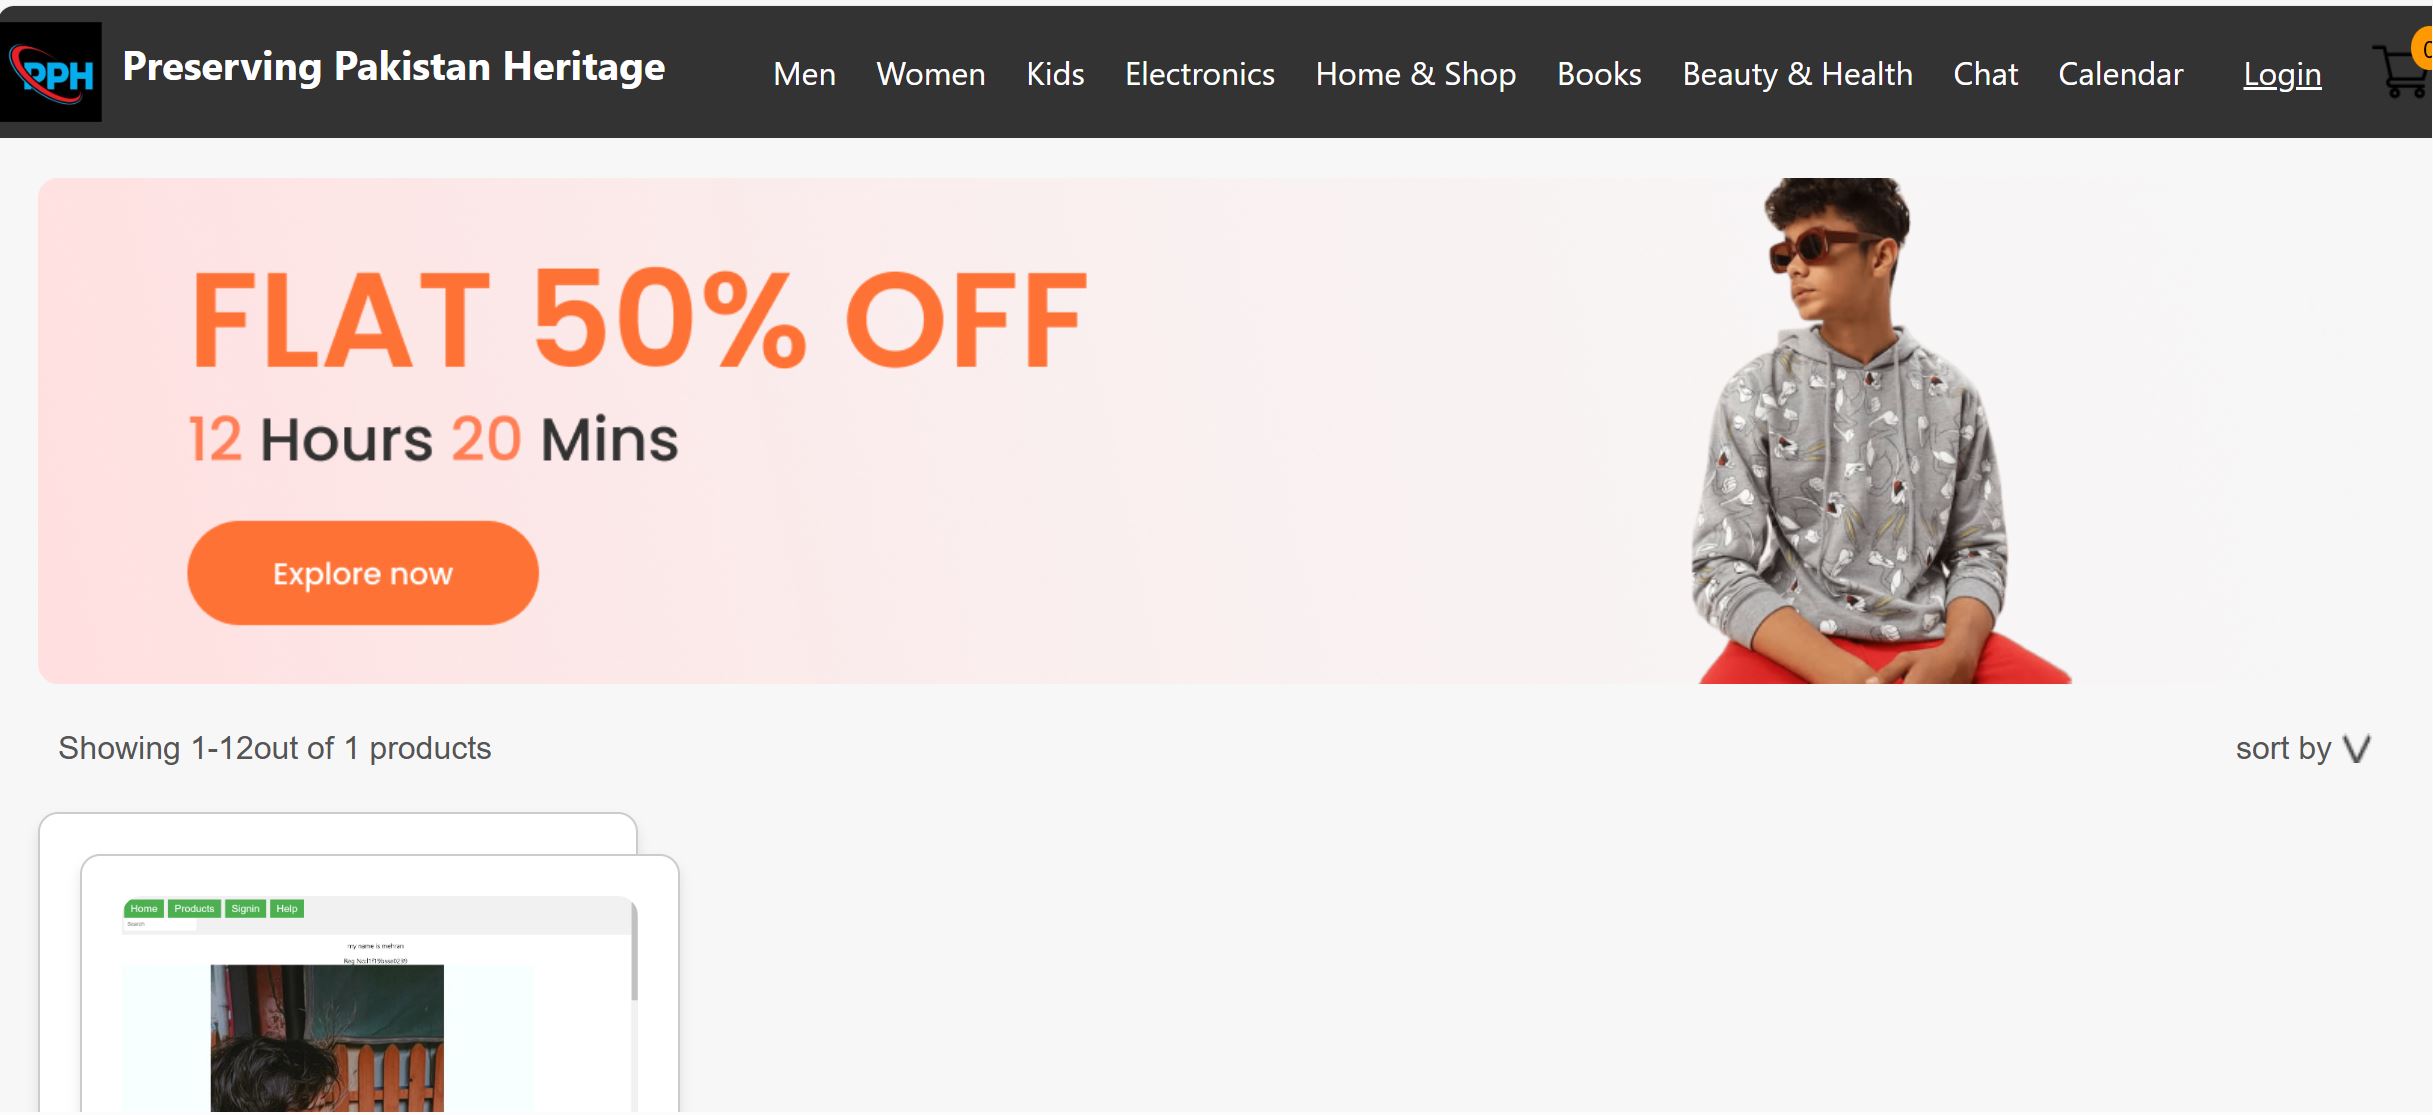 PPH
Preserving Pakistan Heritage
Men Women Kids Electronics Home & Shop Books Beauty & Health Chat Calendar Login
FLAT 50% OFF
12 Hours 20 Mins
Explore now
Showing 1-12out of 1 products
sort by
Home Products Signin Help
Search
my name is mehran